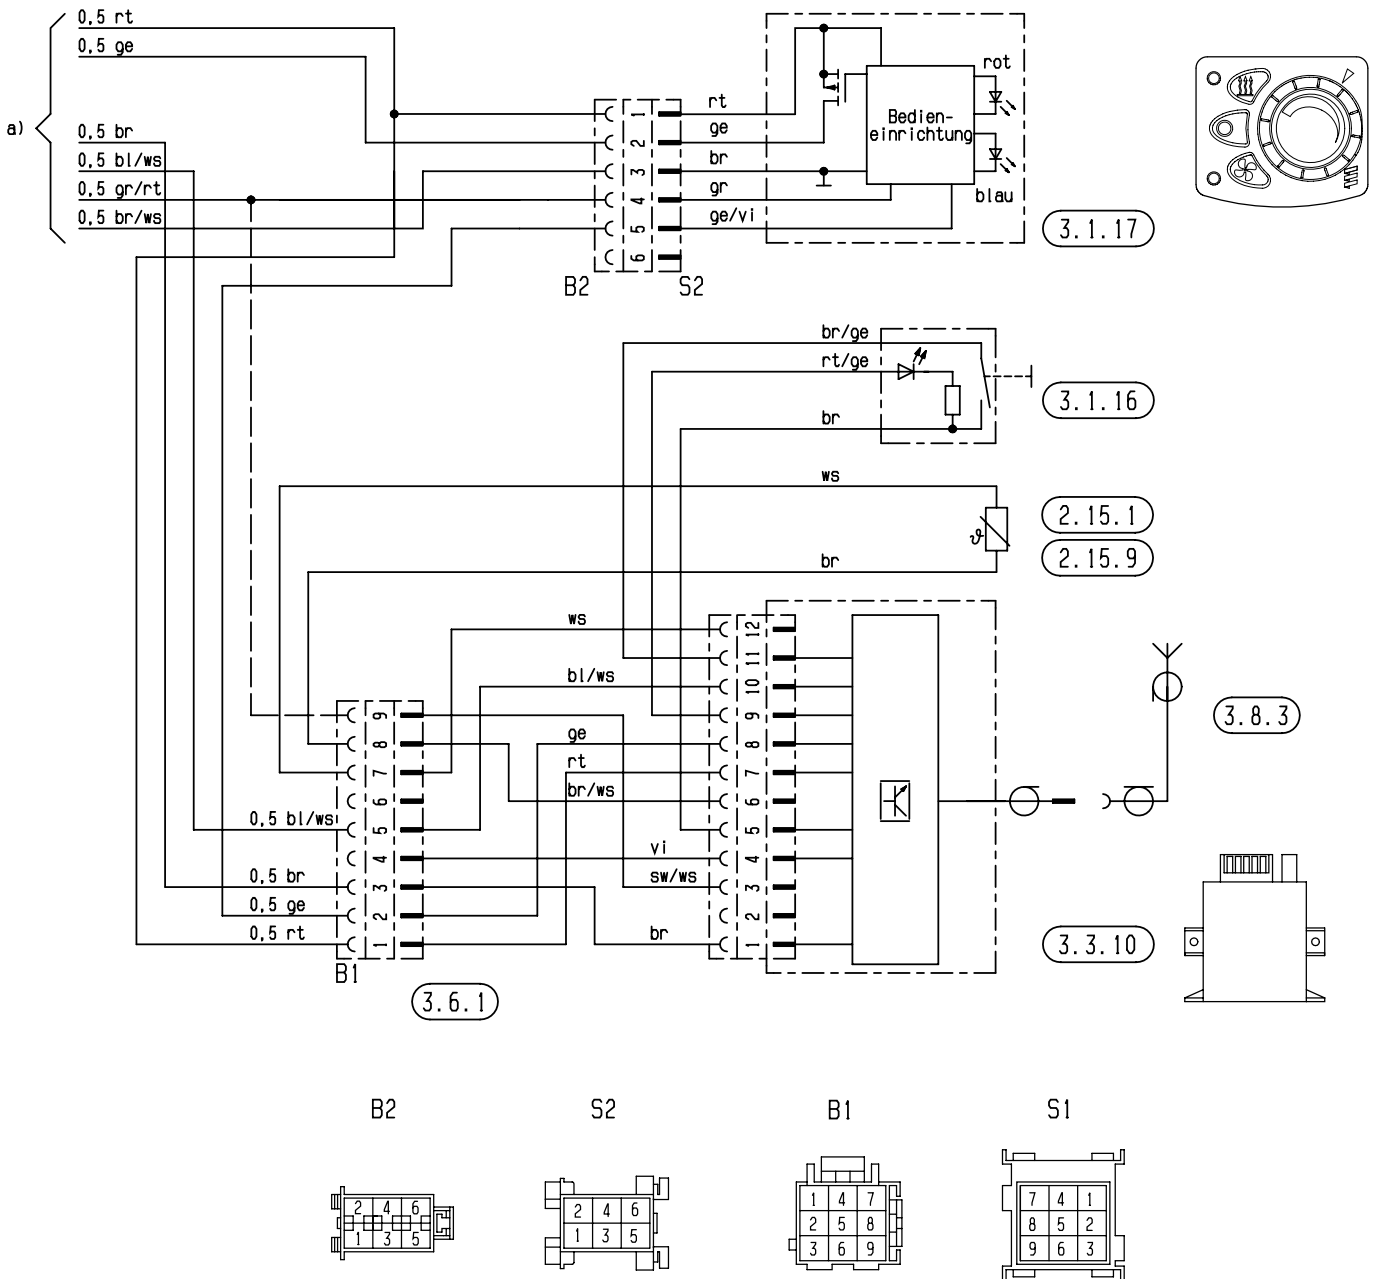 0,5 rt
0,5 ge
a)
0,5 br
0,5 bl/ws
0,5 gr/rt
0,5 br/ws
rt
ge
br
gr
ge/vi
1
2
3
4
5
6
B2
S2
Bedien-
einrichtung
rot
blau
3.1.17
br/ge
rt/ge
br
3.1.16
ws
br
ϑ
2.15.1
2.15.9
ws
bl/ws
ge
rt
br/ws
vi
sw/ws
br
12
11
10
9
8
7
6
5
4
3
2
1
3.8.3
3.3.10
9
8
7
6
5
4
3
2
1
0,5 bl/ws
0,5 br
0,5 ge
0,5 rt
B1
3.6.1
B2
S2
B1
S1
2 4 6
1 3 5
2 4 6
1 3 5
1 4 7
2 5 8
3 6 9
7 4 1
8 5 2
9 6 3